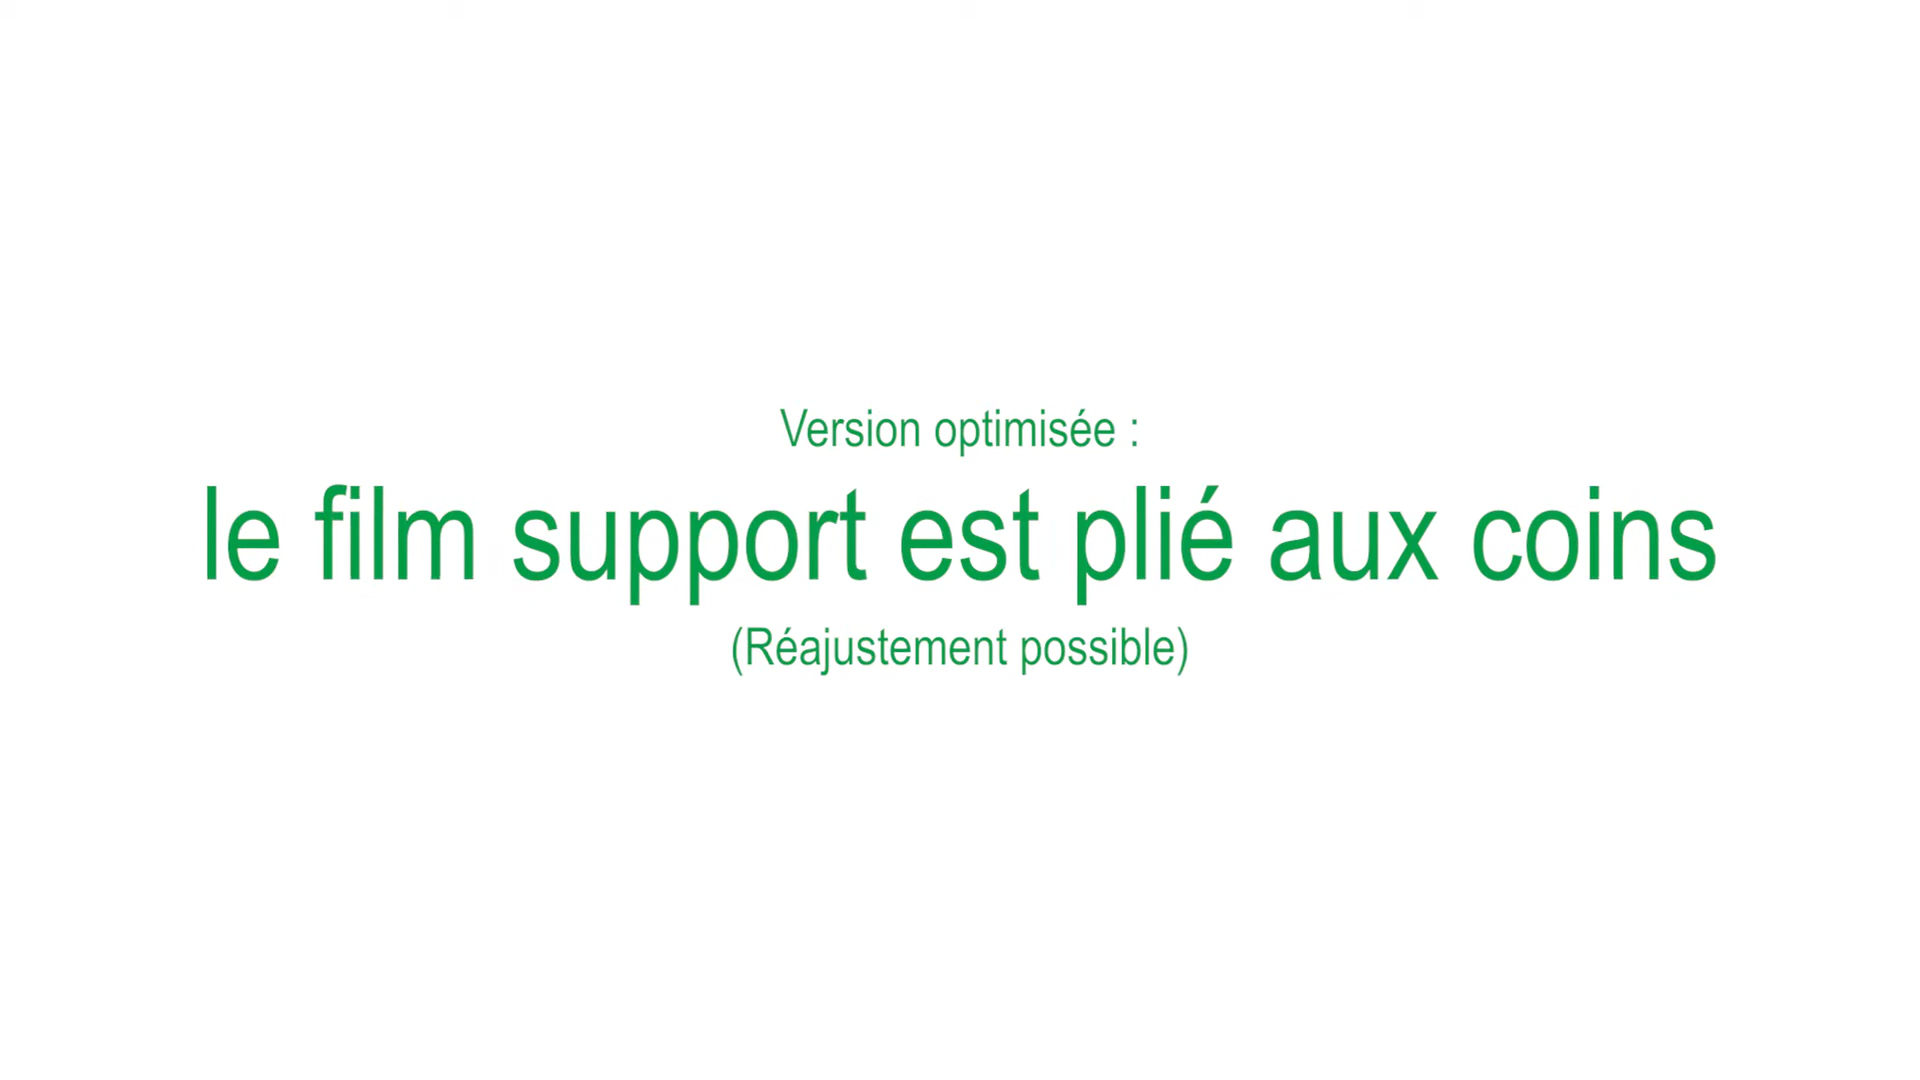 Version optimisée :
le film support est plié aux coins
(Réajustement possible)